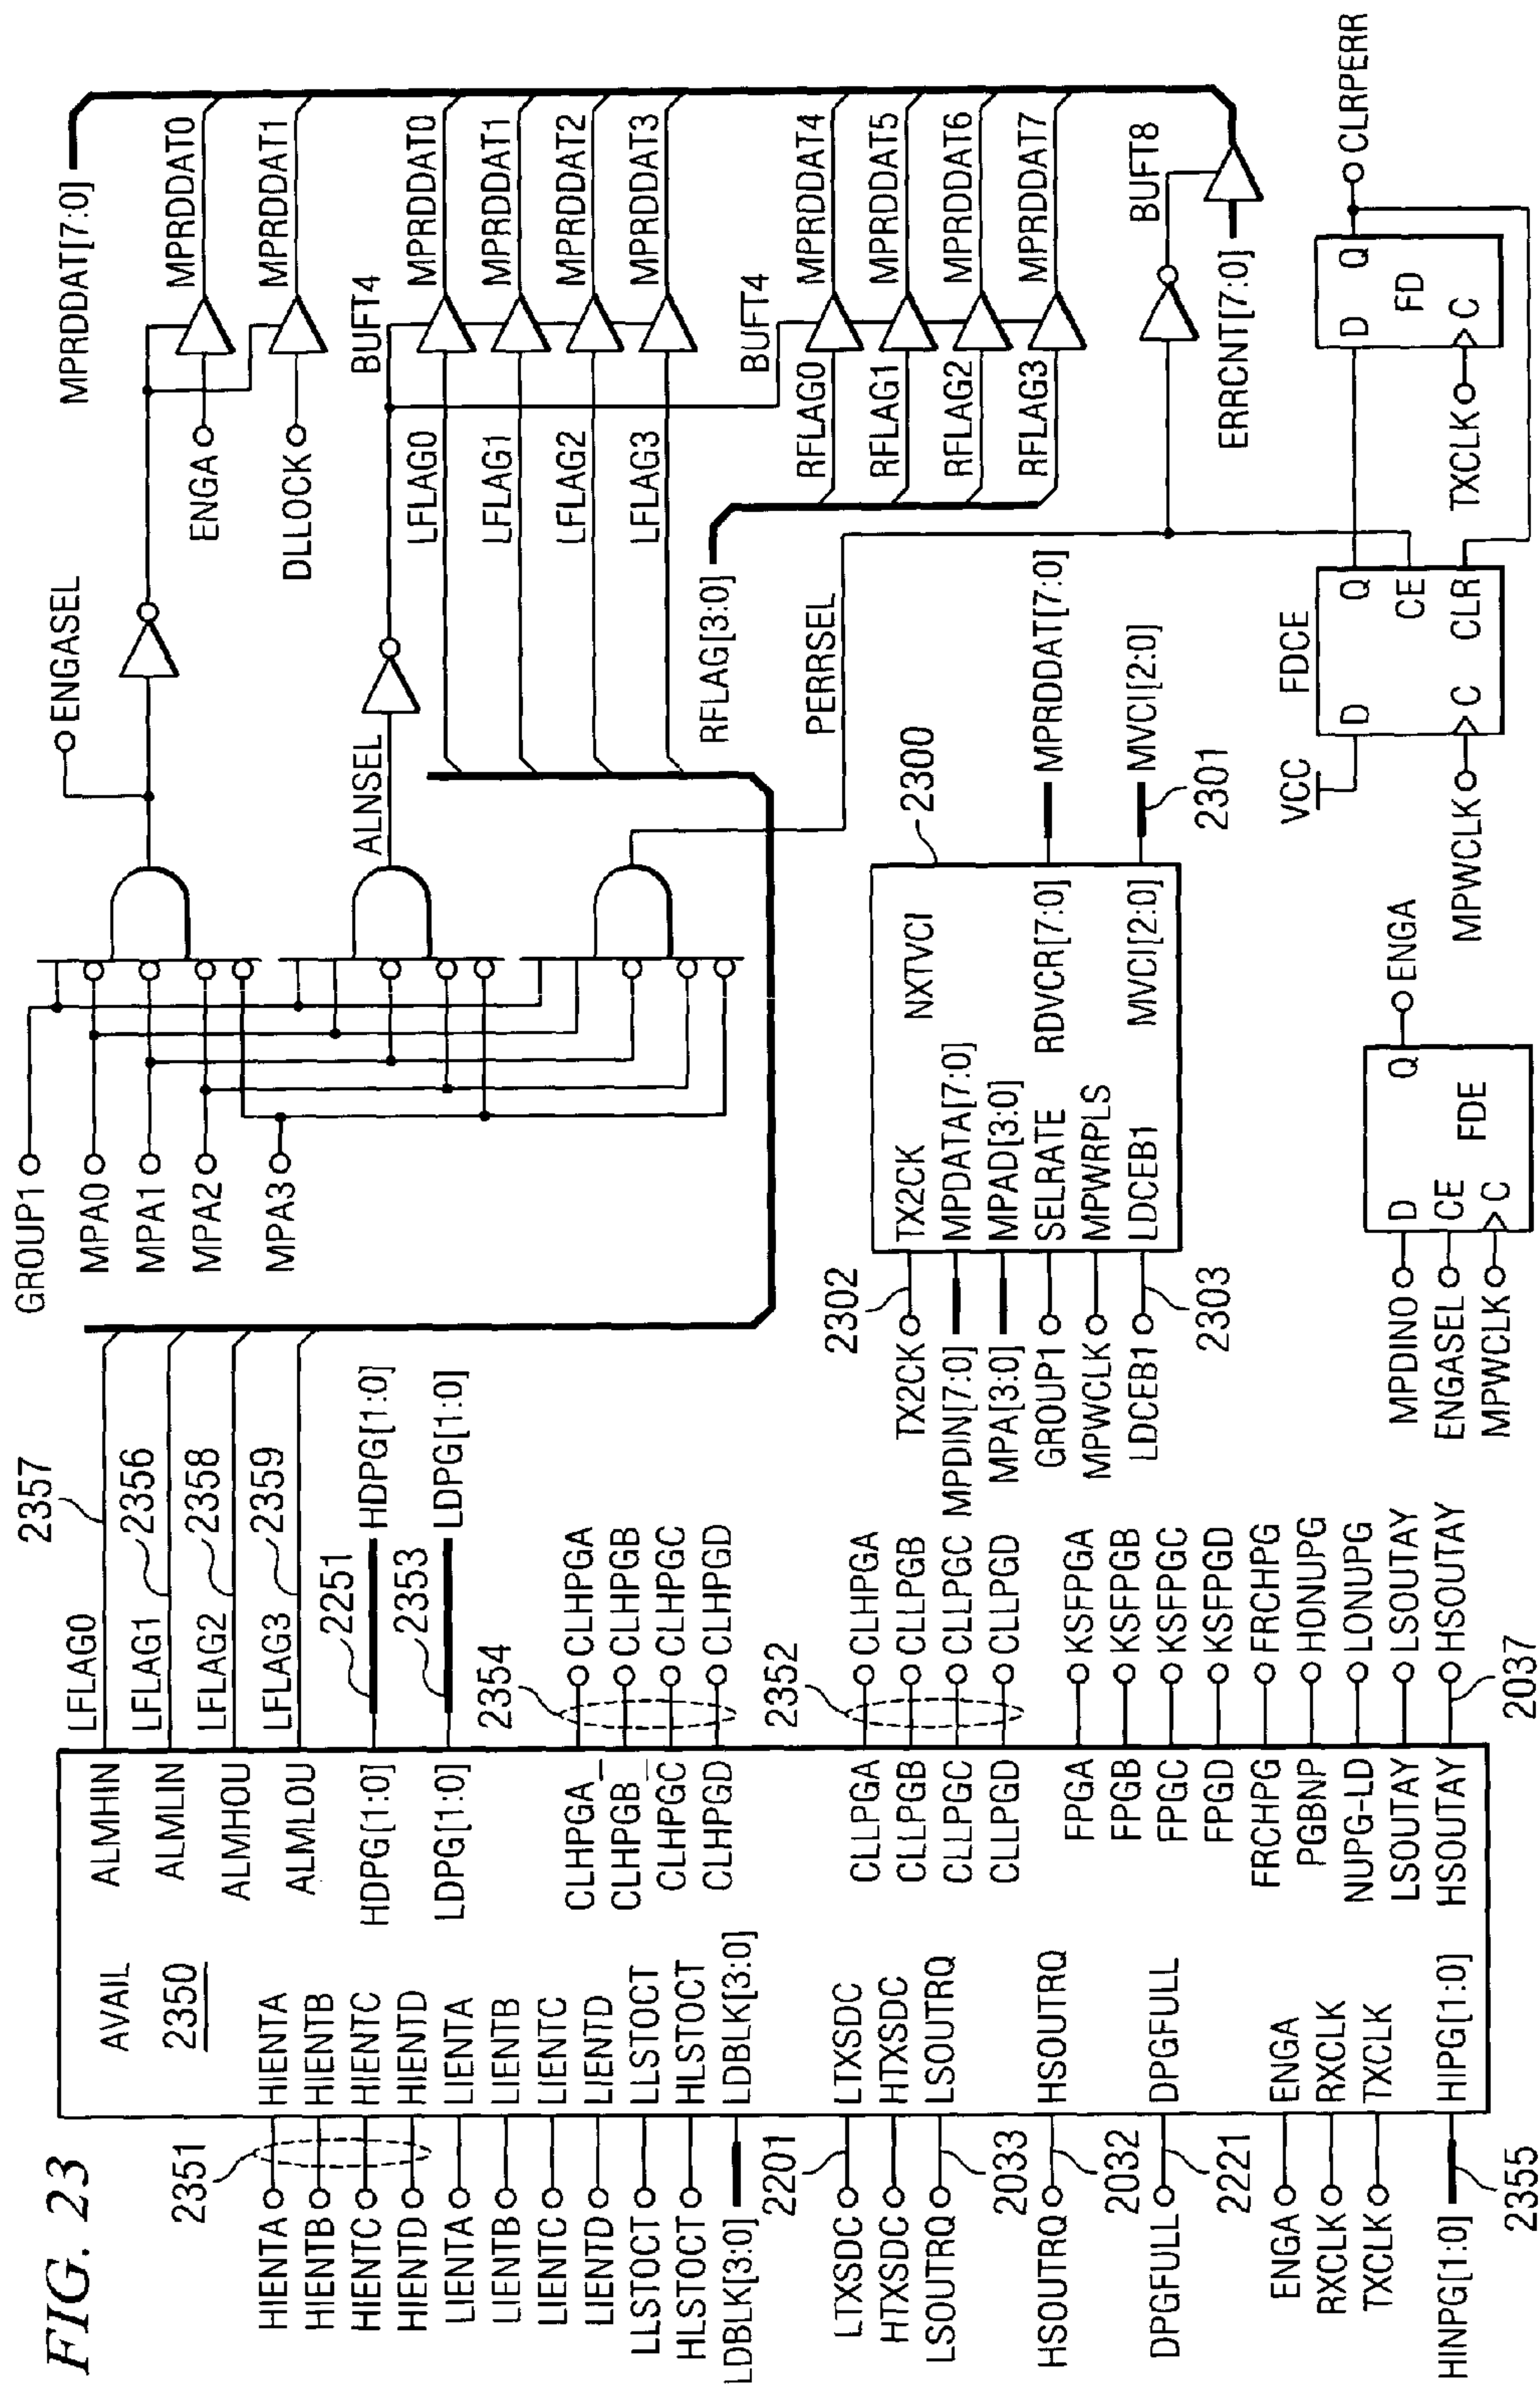 FIG. 23
AVAIL
2350
2351
HIENTA HIENTA
HIENTB HIENTB
HIENTC HIENTC
HIENTD HIENTD
LIENTA LIENTA
LIENTB LIENTB
LIENTC LIENTC
LIENTD LIENTD
LLSTOCT LLSTOCT
HLSTOCT HLSTOCT
LDBLK[3:0] LDBLK[3:0]
2201
LTXSDC LTXSDC
HTXSDC HTXSDC
LSOUTRQ LSOUTRQ
2033
HSOUTRQ HSOUTRQ
2032
DPGFULL DPGFULL
2221
ENGA ENGA
RXCLK RXCLK
TXCLK TXCLK
HINPG[1:0] HIPG[1:0]
2355
ALMHIN LFLAG0 2357
ALMLIN LFLAG1 2356
ALMHOU LFLAG2 2358
ALMLOU LFLAG3 2359
HDPG[1:0] 2251 HDPG[1:0]
LDPG[1:0] 2353 LDPG[1:0]
2354
CLHPGA_ CLHPGA
CLHPGB_ CLHPGB
CLHPGC CLHPGC
CLHPGD CLHPGD
2352
CLLPGA CLHPGA
CLLPGB CLLPGB
CLLPGC CLLPGC
CLLPGD CLLPGD
FPGA KSFPGA
FPGB KSFPGB
FPGC KSFPGC
FPGD KSFPGD
FRCHPG FRCHPG
PGBNP HONUPG
NUPG-LD LONUPG
LSOUTAY LSOUTAY
HSOUTAY HSOUTAY
2037
GROUP1
MPA0
MPA1
MPA2
MPA3
ENGASEL
ALNSEL
PERRSEL
MPRDDAT[7:0]
ENGA MPRDDAT0
DLLOCK MPRDDAT1
BUFT4
LFLAG0 MPRDDAT0
LFLAG1 MPRDDAT1
LFLAG2 MPRDDAT2
LFLAG3 MPRDDAT3
RFLAG[3:0]
BUFT4
RFLAG0 MPRDDAT4
RFLAG1 MPRDDAT5
RFLAG2 MPRDDAT6
RFLAG3 MPRDDAT7
BUFT8
ERRCNT[7:0]
2302
2300
NXTVCI
TX2CK TX2CK
MPDIN[7:0] MPDATA[7:0]
MPA[3:0] MPAD[3:0]
GROUP1 SELRATE RDVCR[7:0] MPRDDAT[7:0]
MPWCLK MPWRPLS
LDCEB1 LDCEB1 MVCI[2:0] MVCI[2:0]
2303
2301
MPDIN0 D Q ENGA
ENGASEL CE FDE
MPWCLK C
VCC
FDCE
D Q
CE
MPWCLK C CLR
D Q CLRPERR
FD
TXCLK C